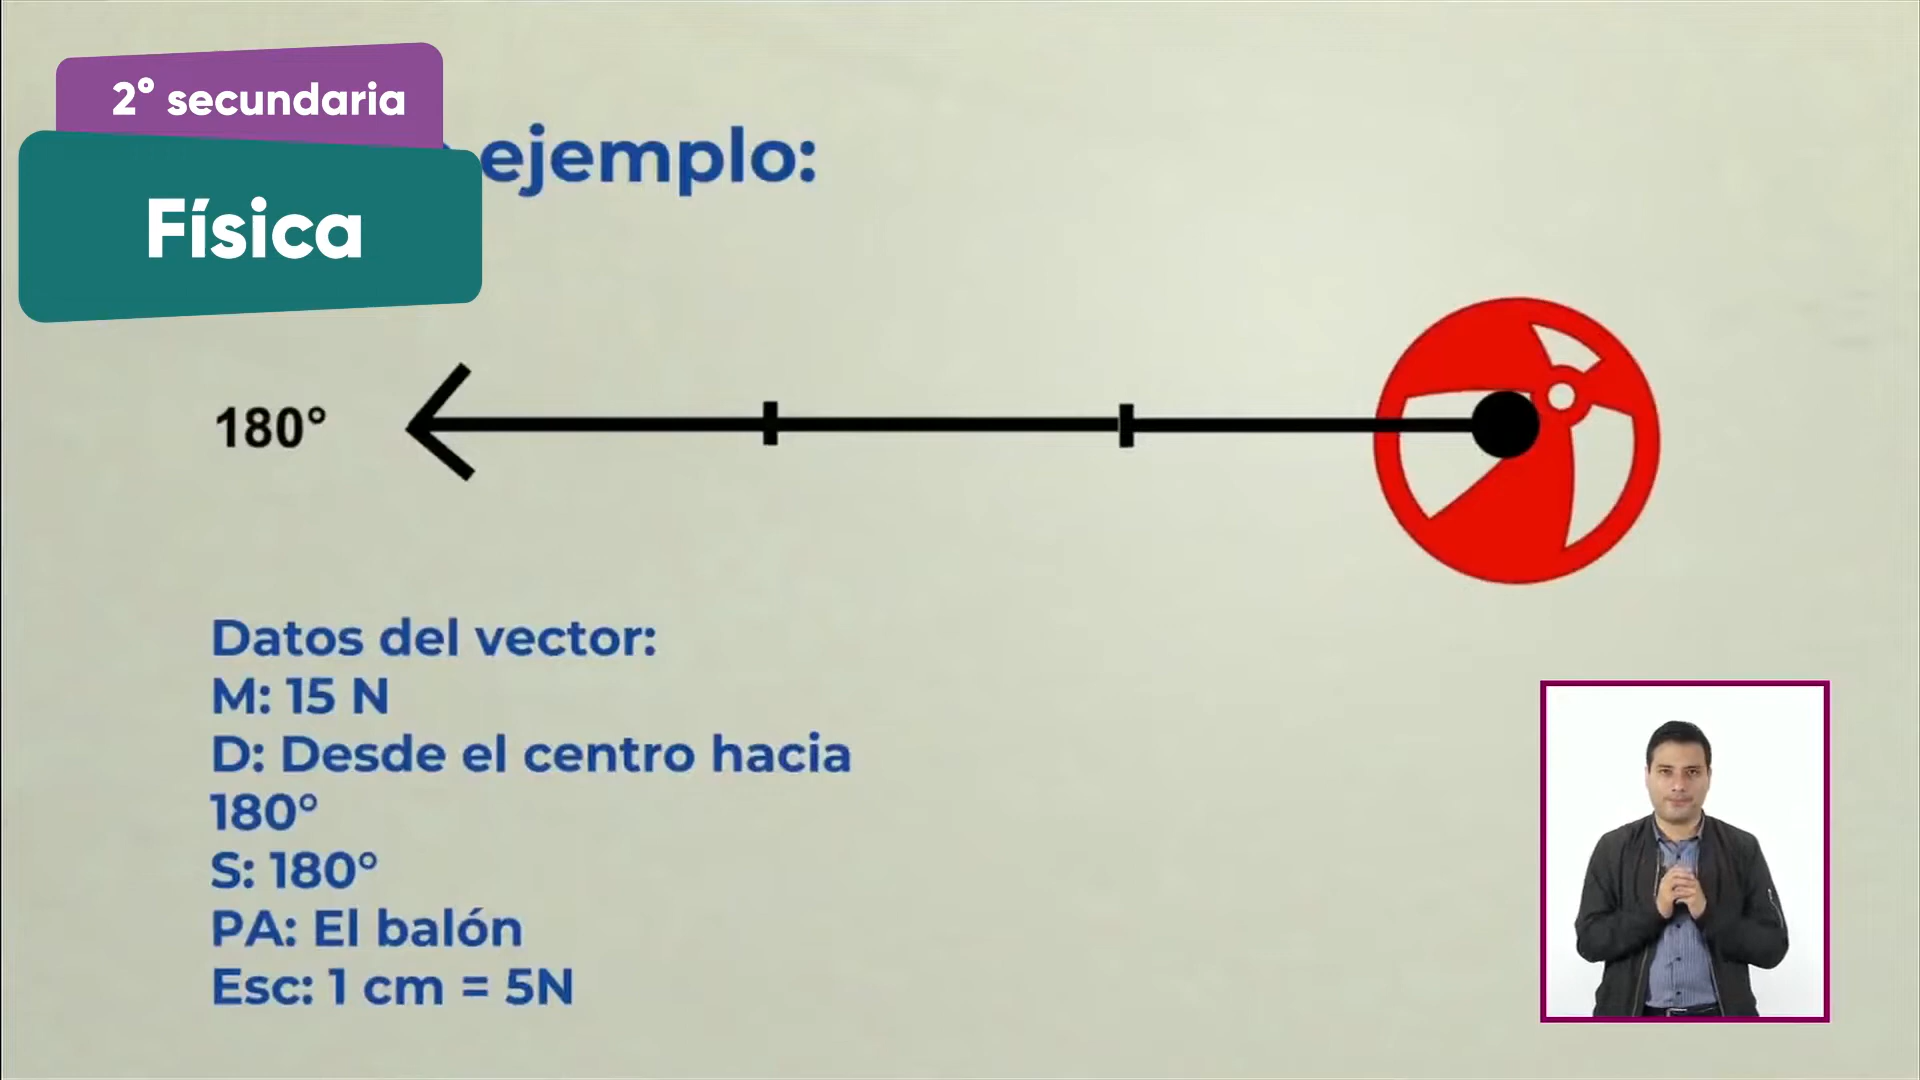 2° secundaria
Física
ejemplo:
180°
Datos del vector:
M: 15 N
D: Desde el centro hacia
180°
S: 180°
PA: El balón
Esc: 1 cm = 5N